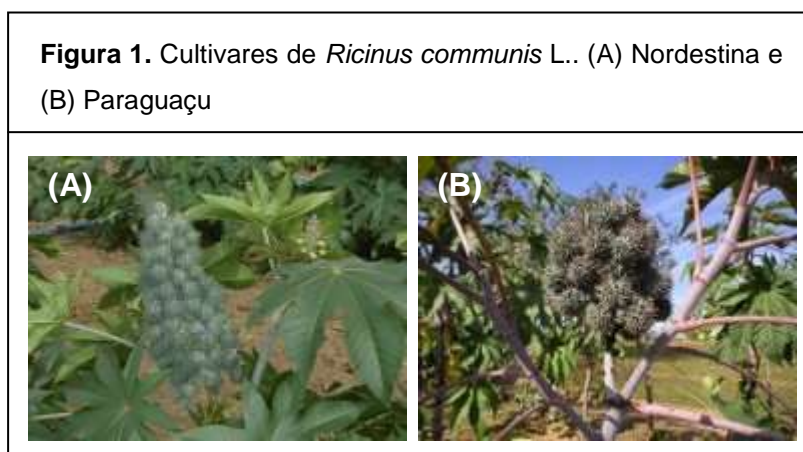 Figura 1. Cultivares de Ricinus communis L.. (A) Nordestina e
(B) Paraguaçu
(A)
(B)